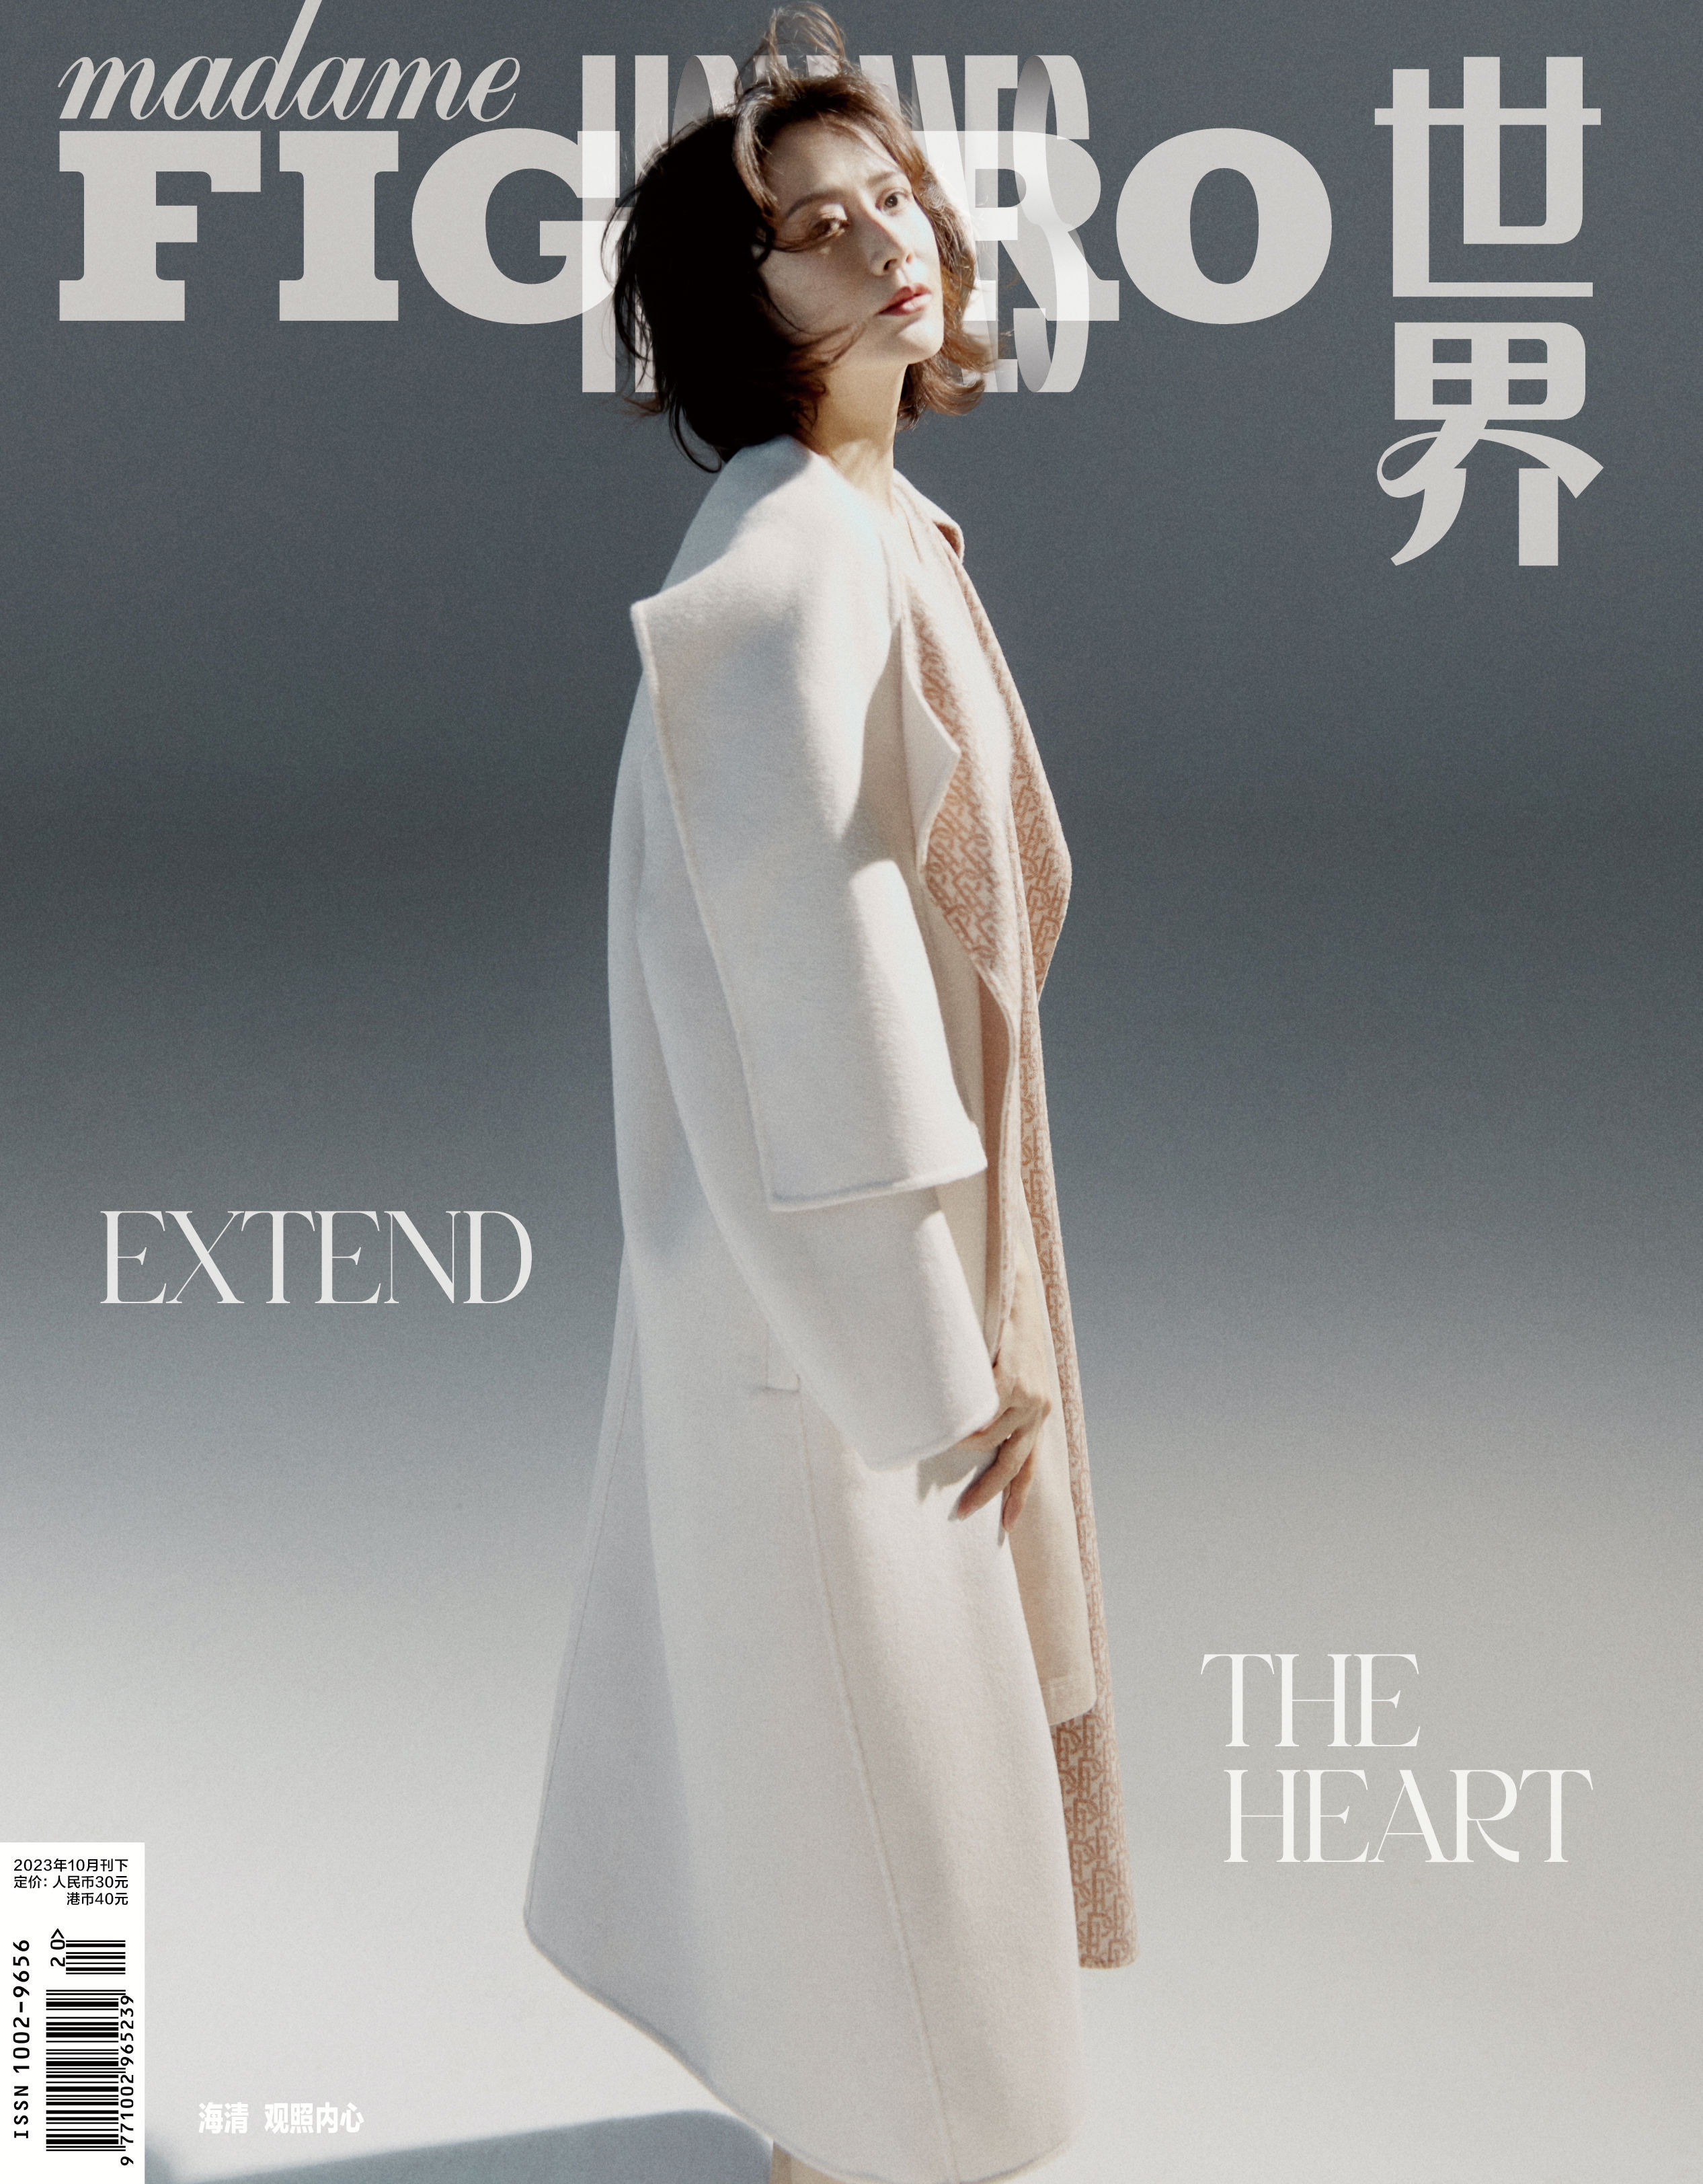 madame
FIGARO
世界
EXTEND
THE
HEART
2023年10月刊下
定价：人民币30元
港币40元
ISSN 1002-9656
20>
9 771002 965239
海清 观照内心